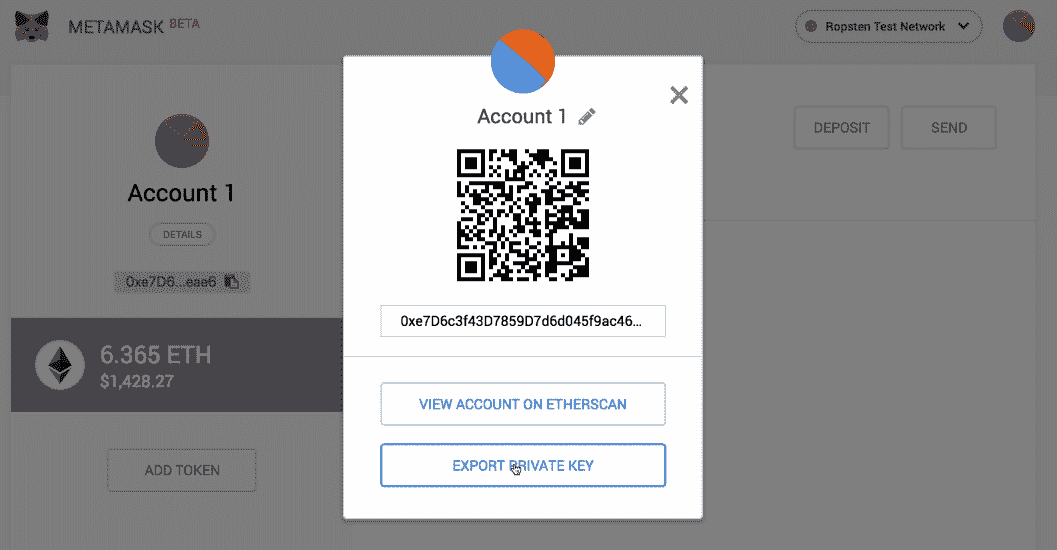 METAMASK BETA
Ropsten Test Network
Account 1
DETAILS
0xe7D6...eae6
6.365 ETH
$1,428.27
ADD TOKEN
Account 1
0xe7D6c3f43D7859D7d6d045f9ac46...
VIEW ACCOUNT ON ETHERSCAN
EXPORT PRIVATE KEY
DEPOSIT
SEND